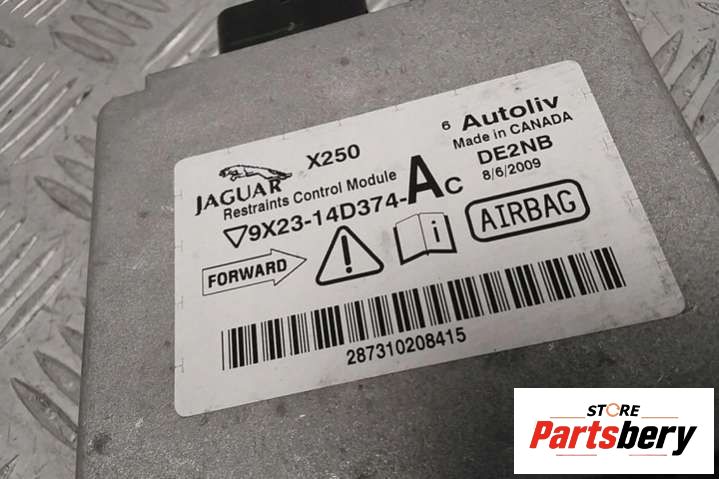 JAGUAR
X250
Restraints Control Module
9X23-14D374-AC
6 Autoliv
Made in CANADA
DE2NB
8/6/2009
FORWARD
i
AIRBAG
287310208415
STORE
Partsbery